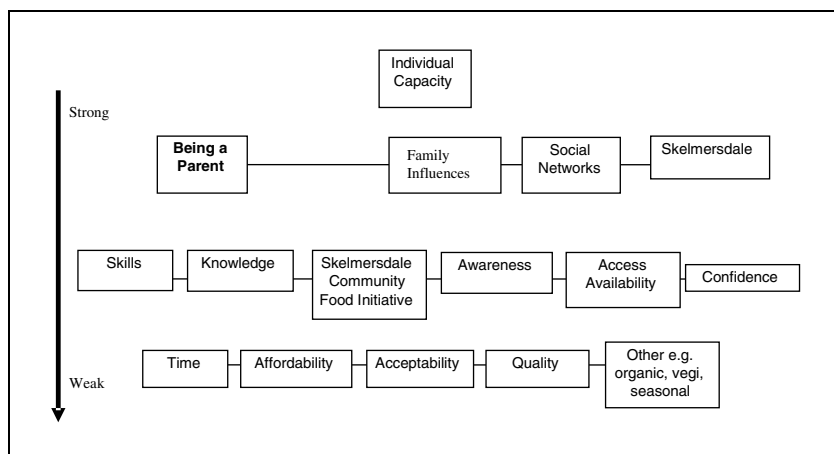 Individual
Capacity
Strong
Being a
Parent
Family
Influences
Social
Networks
Skelmersdale
Skills
Knowledge
Skelmersdale
Community
Food Initiative
Awareness
Access
Availability
Confidence
Time
Affordability
Acceptability
Quality
Other e.g.
organic, vegi,
seasonal
Weak